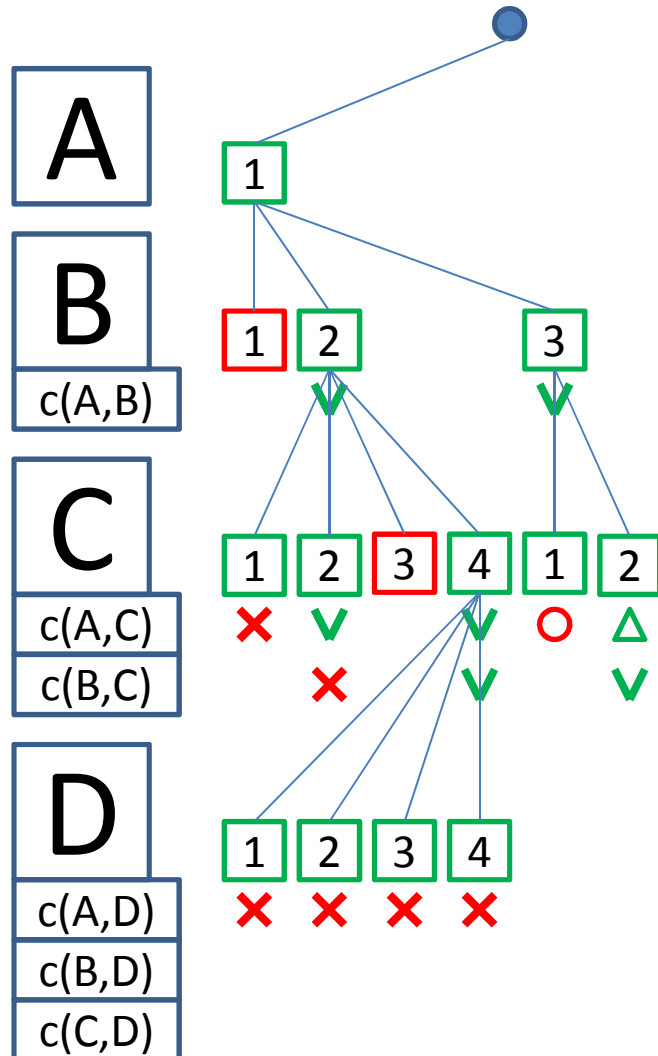 A
1
B
1 2 3
c(A,B)
C
1 2 3 4 1 2
c(A,C)
c(B,C)
D
1 2 3 4
c(A,D)
c(B,D)
c(C,D)